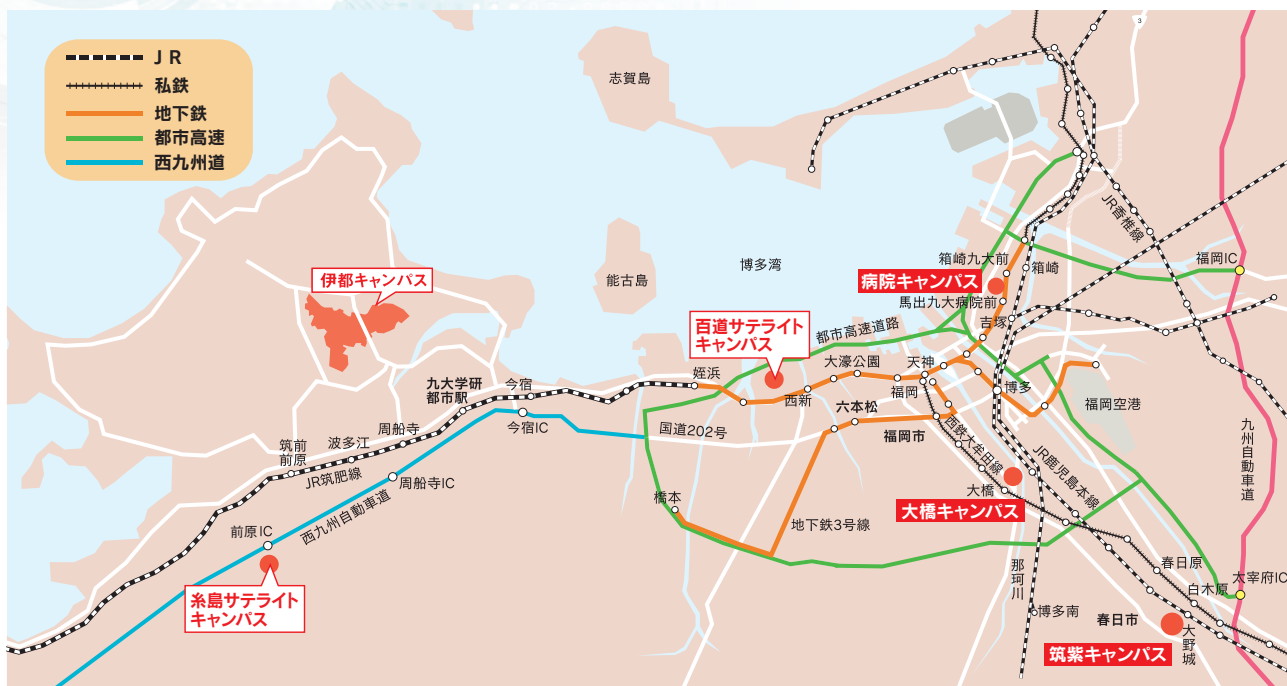 JR
私鉄
地下鉄
都市高速
西九州道
志賀島
3
JR香椎線
能古島
博多湾
伊都キャンパス
箱崎九大前
箱崎
福岡IC
病院キャンパス
馬出九大病院前
吉塚
百道サテライト
キャンパス
都市高速道路
大濠公園
天神
姪浜
西新
福岡
博多
福岡空港
九大学研
都市駅
今宿
今宿IC
国道202号
六本松
福岡市
西鉄大牟田線
JR鹿児島本線
九州自動車道
筑前
前原
波多江
周船寺
JR筑肥線
周船寺IC
西九州自動車道
橋本
大橋
大橋キャンパス
地下鉄3号線
前原IC
糸島サテライト
キャンパス
那珂川
春日原
白木原
太宰府IC
博多南
春日市
大野城
筑紫キャンパス